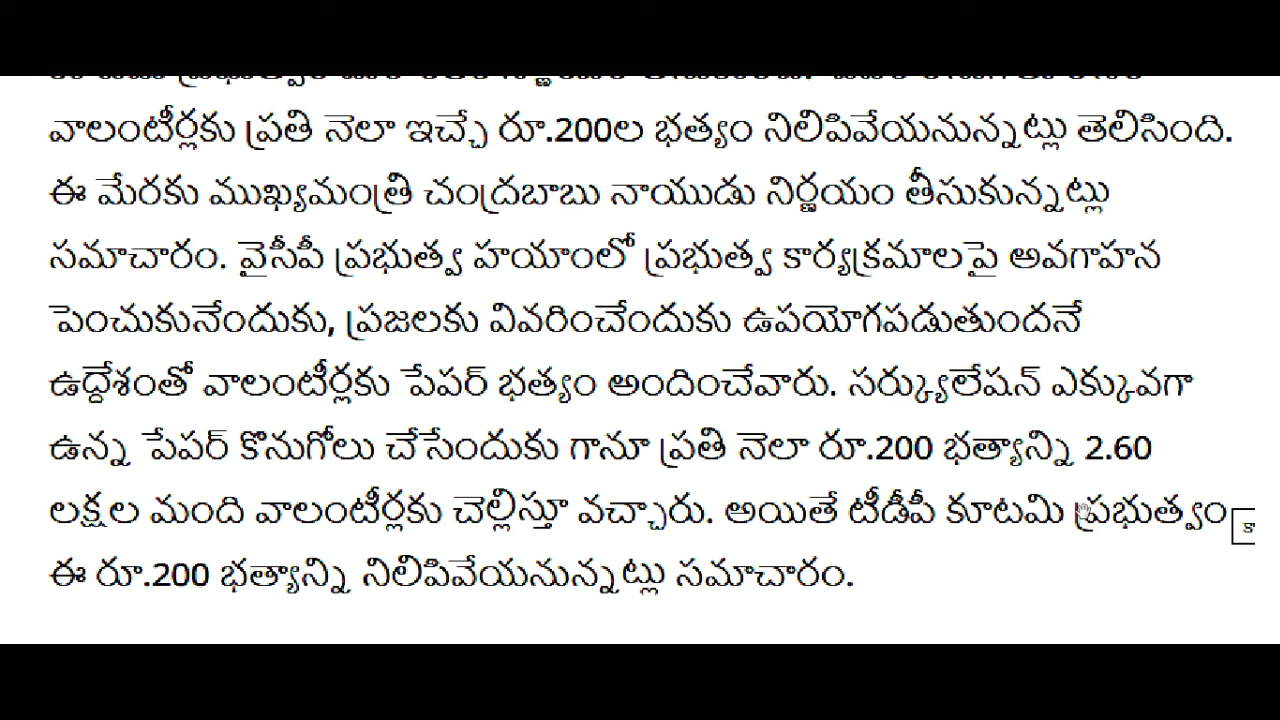 వాలంటీర్లకు ప్రతి నెలా ఇచ్చే రూ.200ల భత్యం నిలిపివేయనున్నట్లు తెలిసింది.
ఈ మేరకు ముఖ్యమంత్రి చంద్రబాబు నాయుడు నిర్ణయం తీసుకున్నట్లు
సమాచారం. వైసీపీ ప్రభుత్వ హయాంలో ప్రభుత్వ కార్యక్రమాలపై అవగాహన
పెంచుకునేందుకు, ప్రజలకు వివరించేందుకు ఉపయోగపడుతుందనే
ఉద్దేశంతో వాలంటీర్లకు పేపర్ భత్యం అందించేవారు. సర్క్యులేషన్ ఎక్కువగా
ఉన్న పేపర్ కొనుగోలు చేసేందుకు గానూ ప్రతి నెలా రూ.200 భత్యాన్ని 2.60
లక్షల మంది వాలంటీర్లకు చెల్లిస్తూ వచ్చారు. అయితే టీడీపీ కూటమి ప్రభుత్వం
ఈ రూ.200 భత్యాన్ని నిలిపివేయనున్నట్లు సమాచారం.